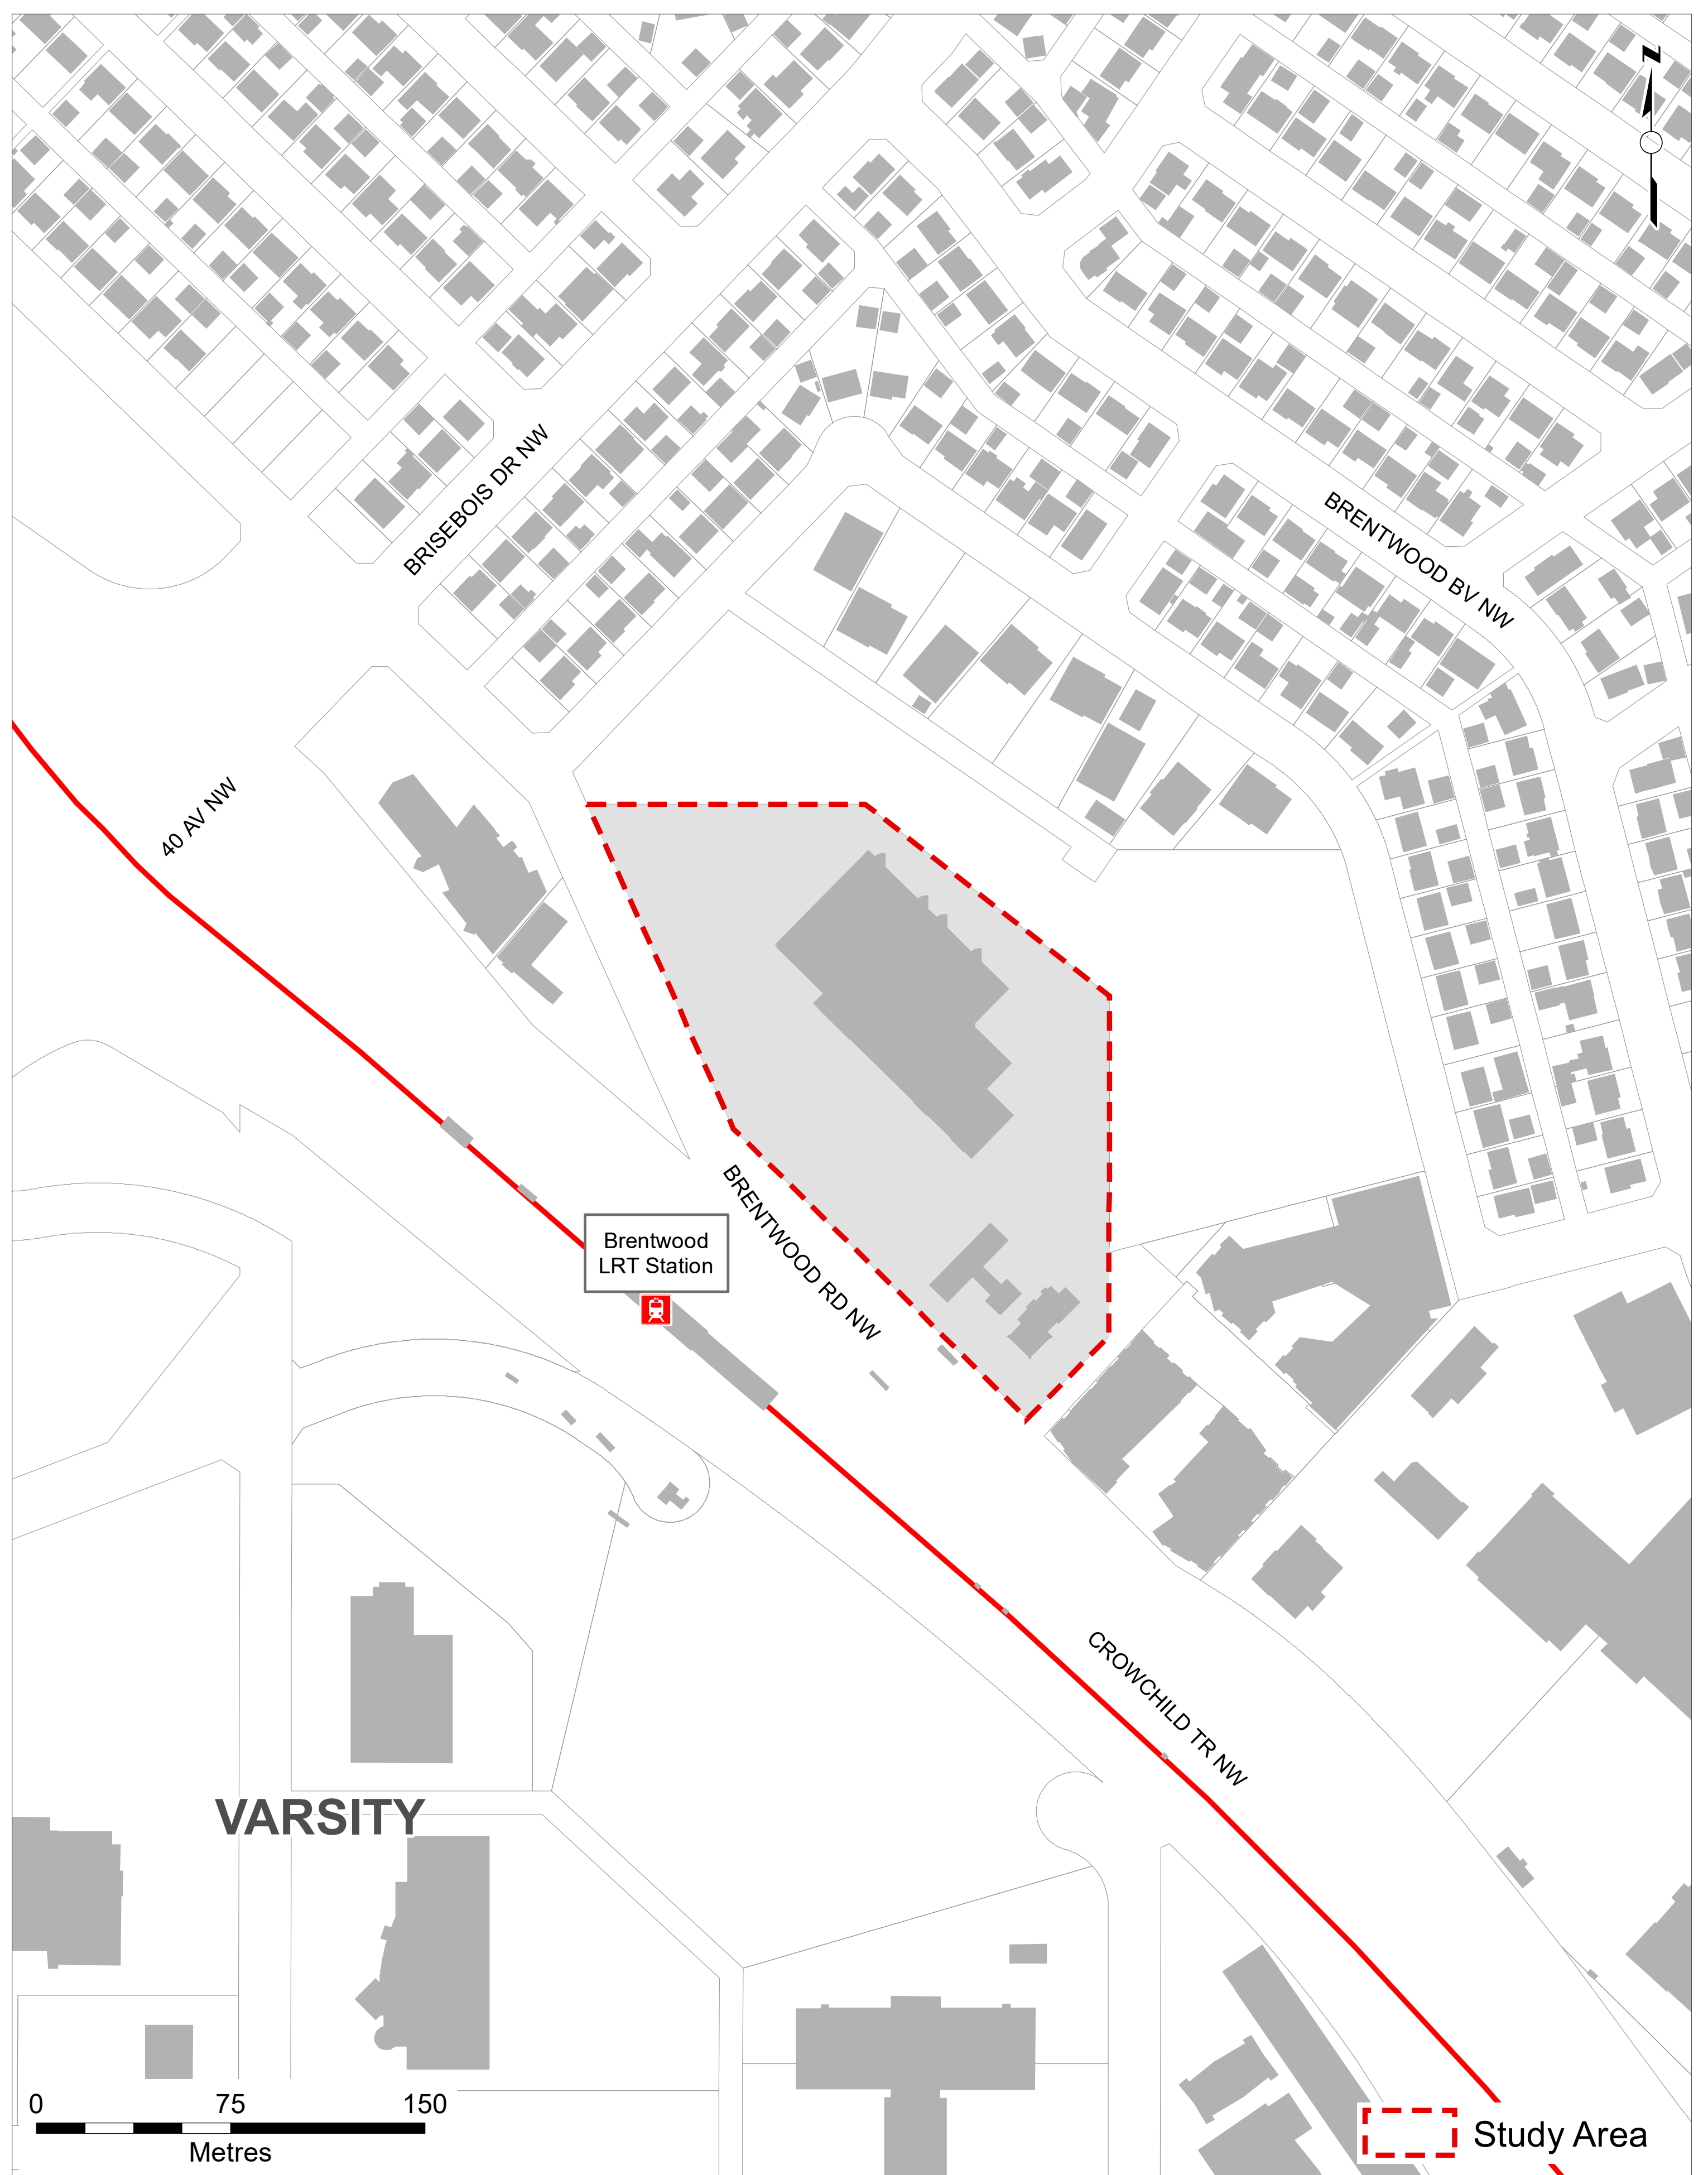 N
BRISEBOIS DR NW
BRENTWOOD BV NW
40 AV NW
BRENTWOOD RD NW
Brentwood
LRT Station
CROWCHILD TR NW
VARSITY
0 75 150
Metres
Study Area